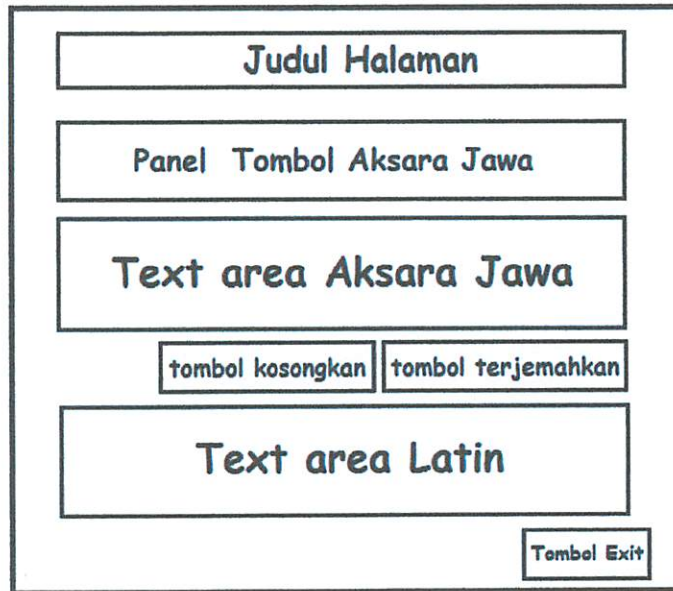 Judul Halaman
Panel Tombol Aksara Jawa
Text area Aksara Jawa
tombol kosongkan tombol terjemahkan
Text area Latin
Tombol Exit